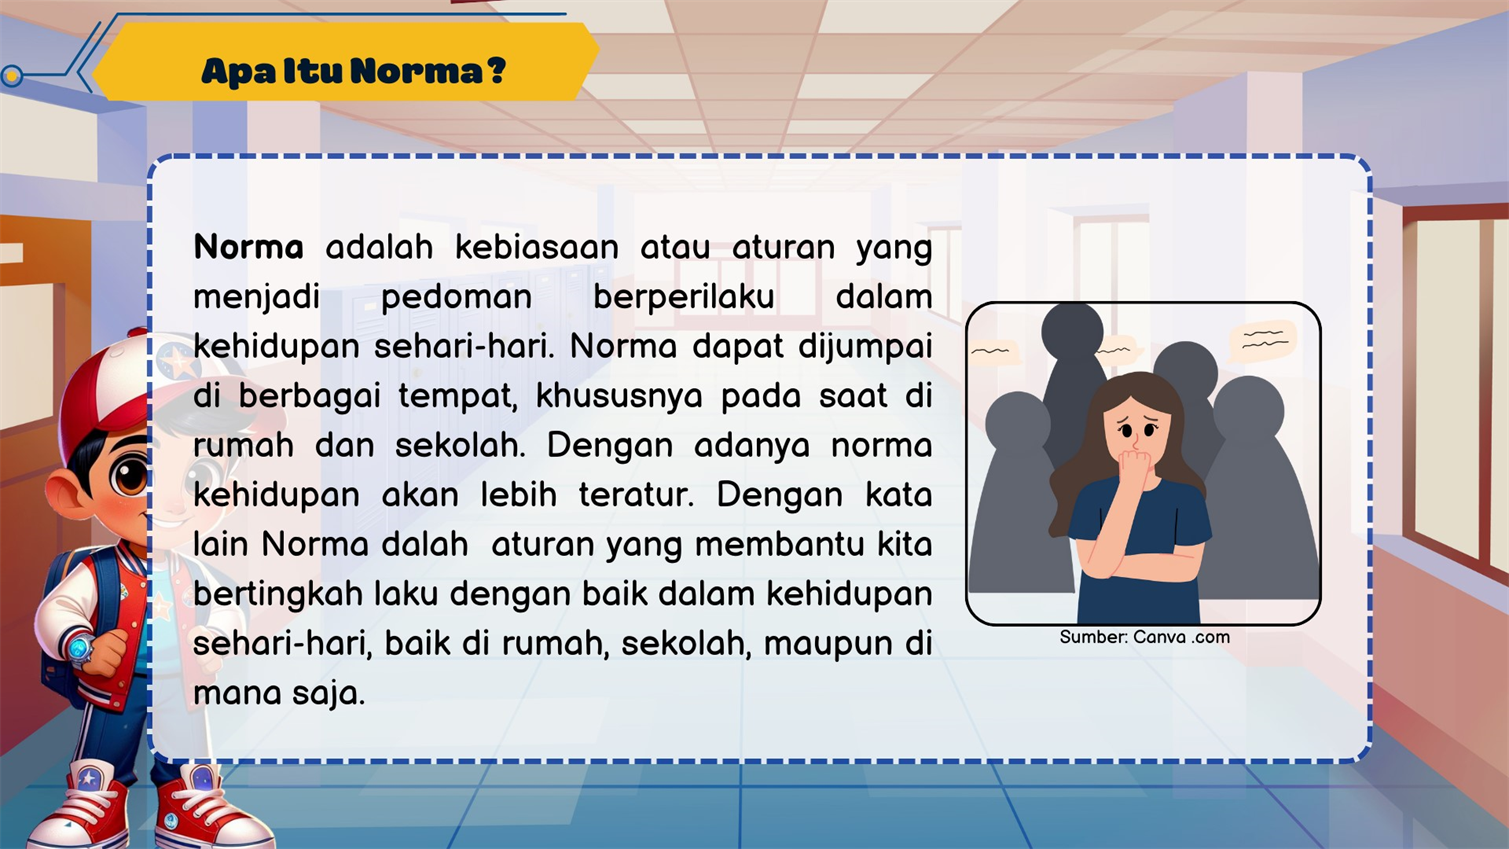 Apa Itu Norma?
Norma adalah kebiasaan atau aturan yang
menjadi pedoman berperilaku dalam
kehidupan sehari-hari. Norma dapat dijumpai
di berbagai tempat, khususnya pada saat di
rumah dan sekolah. Dengan adanya norma
kehidupan akan lebih teratur. Dengan kata
lain Norma dalah aturan yang membantu kita
bertingkah laku dengan baik dalam kehidupan
sehari-hari, baik di rumah, sekolah, maupun di
mana saja.
Sumber: Canva .com